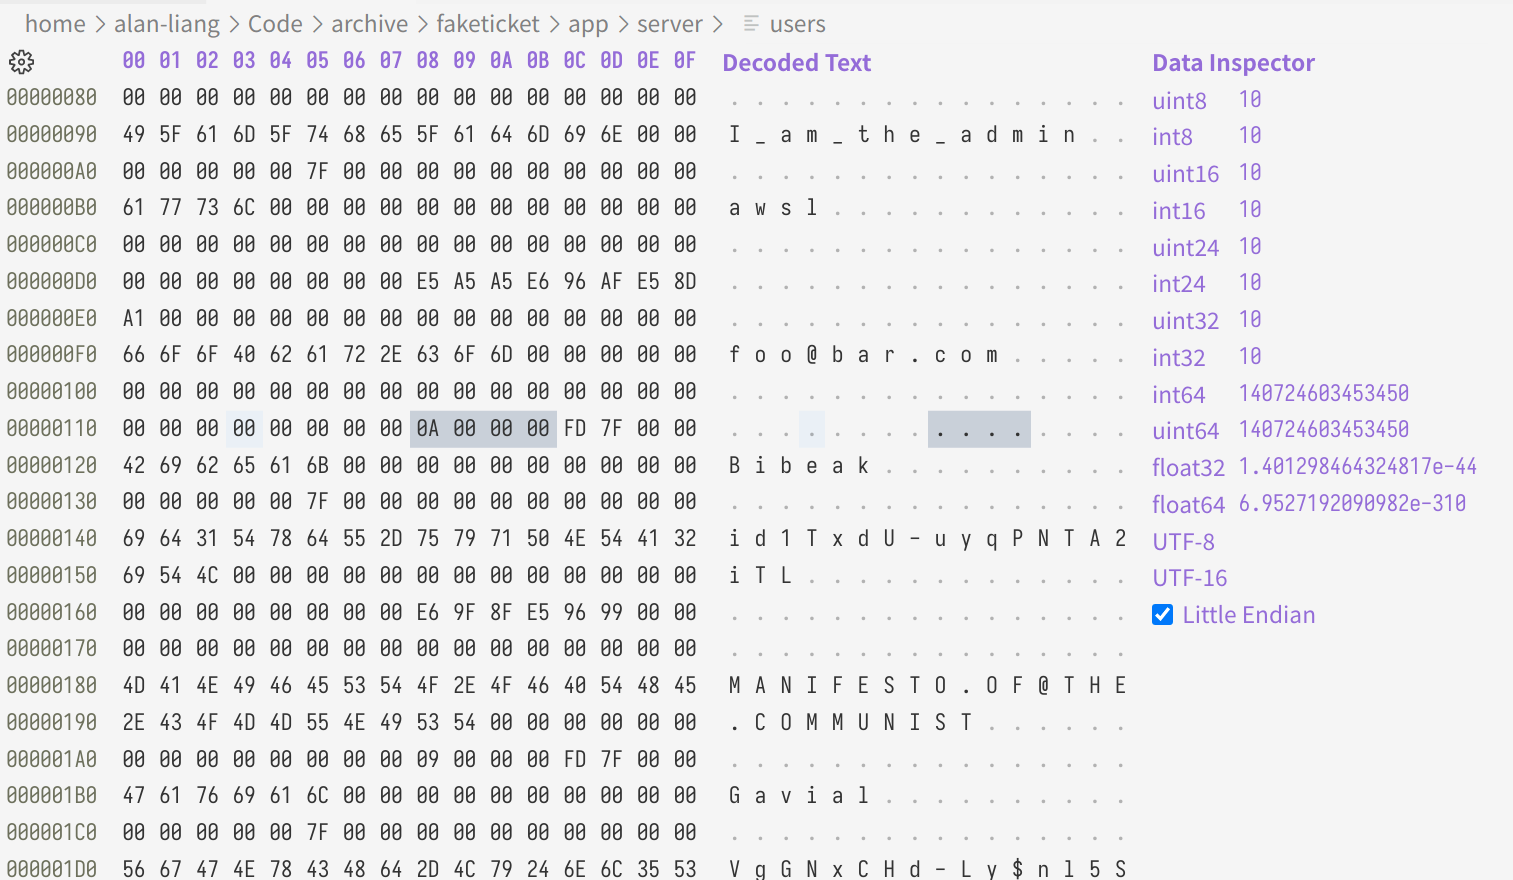 home > alan-liang > Code > archive > faketicket > app > server > users
00 01 02 03 04 05 06 07 08 09 0A 0B 0C 0D 0E 0F Decoded Text Data Inspector
00000080 00 00 00 00 00 00 00 00 00 00 00 00 00 00 00 00 . . . . . . . . . . . . . . . . uint8 10
00000090 49 5F 61 6D 5F 74 68 65 5F 61 64 6D 69 6E 00 00 I _ a m _ t h e _ a d m i n . . int8 10
000000A0 00 00 00 00 00 7F 00 00 00 00 00 00 00 00 00 00 . . . . . . . . . . . . . . . . uint16 10
000000B0 61 77 73 6C 00 00 00 00 00 00 00 00 00 00 00 00 a w s l . . . . . . . . . . . . int16 10
000000C0 00 00 00 00 00 00 00 00 00 00 00 00 00 00 00 00 . . . . . . . . . . . . . . . . uint24 10
000000D0 00 00 00 00 00 00 00 00 E5 A5 A5 E6 96 AF E5 8D . . . . . . . . . . . . . . . . int24 10
000000E0 A1 00 00 00 00 00 00 00 00 00 00 00 00 00 00 00 . . . . . . . . . . . . . . . . uint32 10
000000F0 66 6F 6F 40 62 61 72 2E 63 6F 6D 00 00 00 00 00 f o o @ b a r . c o m . . . . . int32 10
00000100 00 00 00 00 00 00 00 00 00 00 00 00 00 00 00 00 . . . . . . . . . . . . . . . . int64 140724603453450
00000110 00 00 00 00 00 00 00 00 0A 00 00 00 FD 7F 00 00 . . . . . . . . . . . . . . . . uint64 140724603453450
00000120 42 69 62 65 61 6B 00 00 00 00 00 00 00 00 00 00 B i b e a k . . . . . . . . . . float32 1.401298464324817e-44
00000130 00 00 00 00 00 7F 00 00 00 00 00 00 00 00 00 00 . . . . . . . . . . . . . . . . float64 6.9527192090982e-310
00000140 69 64 31 54 78 64 55 2D 75 79 71 50 4E 54 41 32 i d 1 T x d U - u y q P N T A 2 UTF-8
00000150 69 54 4C 00 00 00 00 00 00 00 00 00 00 00 00 00 i T L . . . . . . . . . . . . . UTF-16
00000160 00 00 00 00 00 00 00 00 E6 9F 8F E5 96 99 00 00 . . . . . . . . . . . . . . . . Little Endian
00000170 00 00 00 00 00 00 00 00 00 00 00 00 00 00 00 00 . . . . . . . . . . . . . . . .
00000180 4D 41 4E 49 46 45 53 54 4F 2E 4F 46 40 54 48 45 M A N I F E S T O . O F @ T H E
00000190 2E 43 4F 4D 4D 55 4E 49 53 54 00 00 00 00 00 00 . C O M M U N I S T . . . . . .
000001A0 00 00 00 00 00 00 00 00 09 00 00 00 FD 7F 00 00 . . . . . . . . . . . . . . . .
000001B0 47 61 76 69 61 6C 00 00 00 00 00 00 00 00 00 00 G a v i a l . . . . . . . . . .
000001C0 00 00 00 00 00 7F 00 00 00 00 00 00 00 00 00 00 . . . . . . . . . . . . . . . .
000001D0 56 67 47 4E 78 43 48 64 2D 4C 79 24 6E 6C 35 53 V g G N x C H d - L y $ n l 5 S